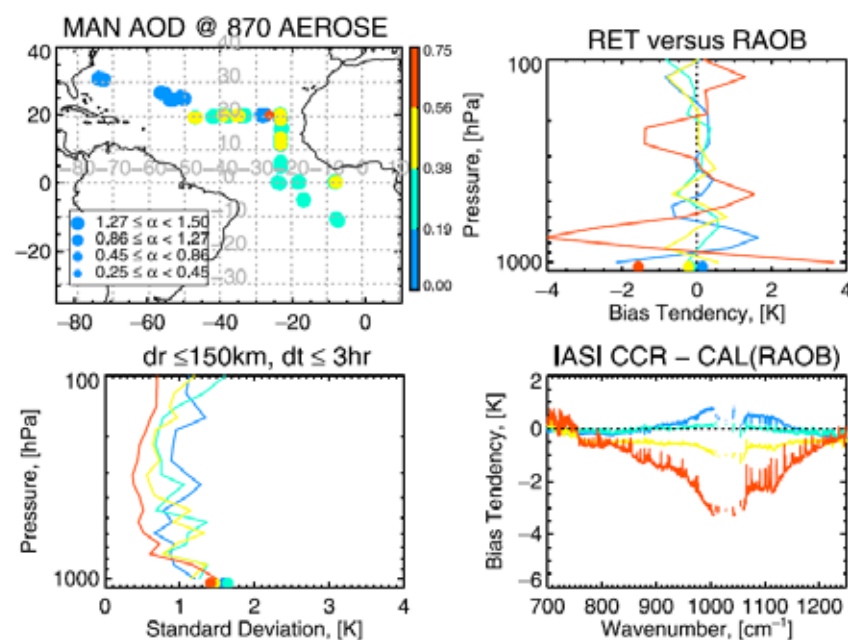 MAN AOD @ 870 AEROSE
40
20
0
−20
−80 −60 −40 −20 0
40
30
20
10
0
−10
−20
−30
−70 −60 −50 −40 −30 −20 −10 0 10
1.27 ≤ α < 1.50
0.86 ≤ α < 1.27
0.45 ≤ α < 0.86
0.25 ≤ α < 0.45
0.75
0.56
0.38
0.19
0.00
RET versus RAOB
Pressure, [hPa]
100
1000
−4 −2 0 2 4
Bias Tendency, [K]
dr ≤150km, dt ≤ 3hr
Pressure, [hPa]
100
1000
0 1 2 3 4
Standard Deviation, [K]
IASI CCR − CAL(RAOB)
Bias Tendency, [K]
2
0
−2
−4
−6
700 800 900 1000 1100 1200
Wavenumber, [cm⁻¹]